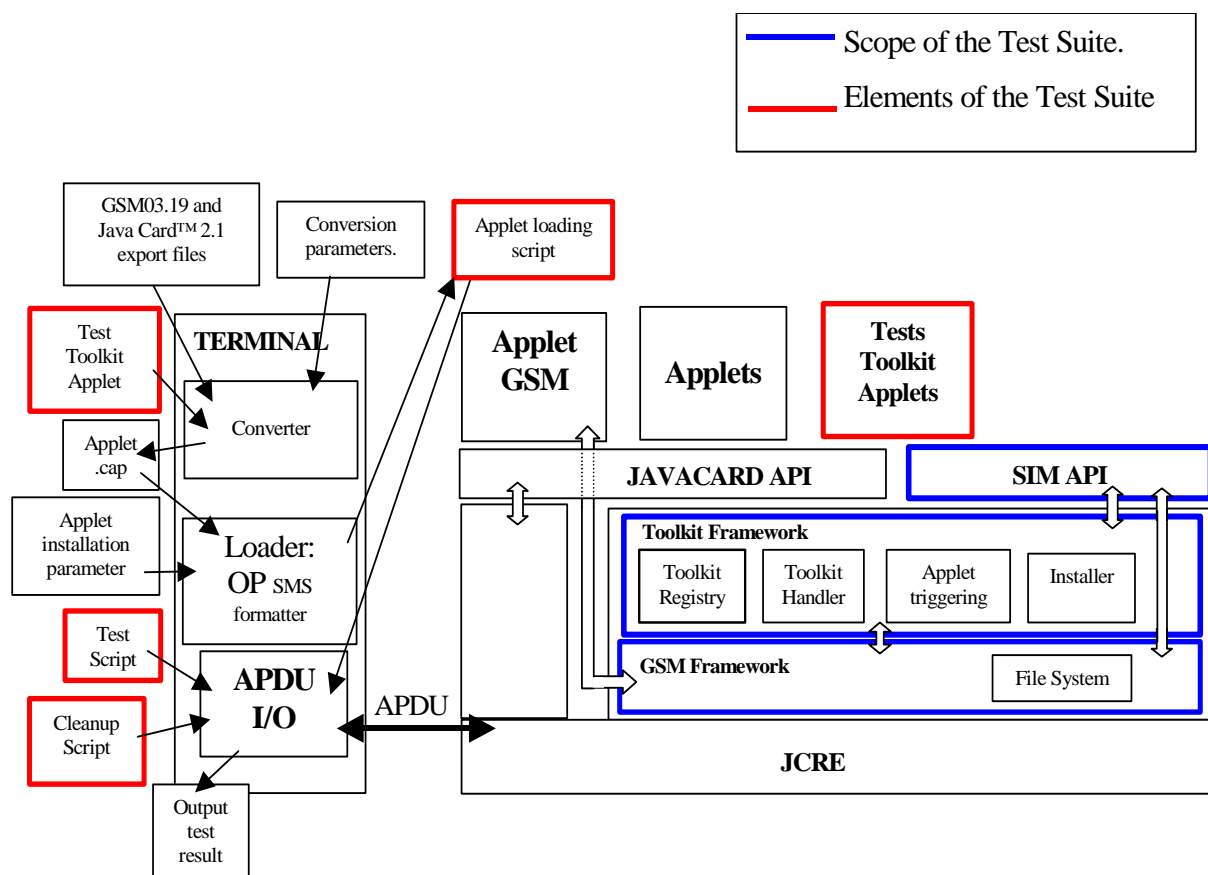 Scope of the Test Suite.
Elements of the Test Suite
GSM03.19 and
Java Card™ 2.1
export files
Conversion
parameters.
Applet loading
script
Test
Toolkit
Applet
TERMINAL
Converter
Applet
.cap
Applet
installation
parameter
Loader:
OP SMS
formatter
Test
Script
Cleanup
Script
APDU
I/O
APDU
Output
test
result
Applet
GSM
Applets
Tests
Toolkit
Applets
JAVACARD API
SIM API
Toolkit Framework
Toolkit
Registry
Toolkit
Handler
Applet
triggering
Installer
GSM Framework
File System
JCRE